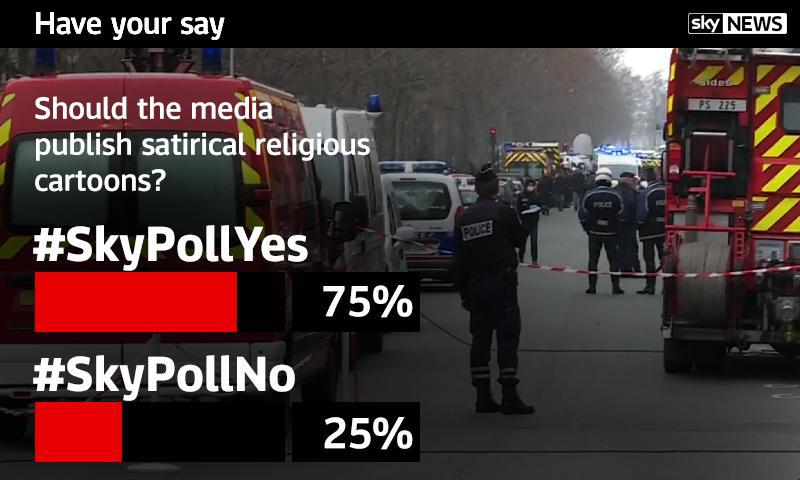 Have your say
sky NEWS
Should the media
publish satirical religious
cartoons?
#SkyPollYes
75%
#SkyPollNo
25%
sides
PS 225
POLICE
POLICE